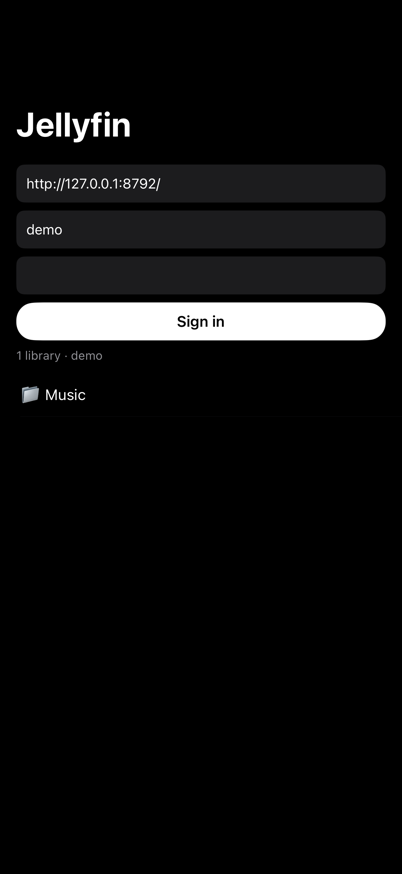 Jellyfin
http://127.0.0.1:8792/
demo
Sign in
1 library · demo
Music